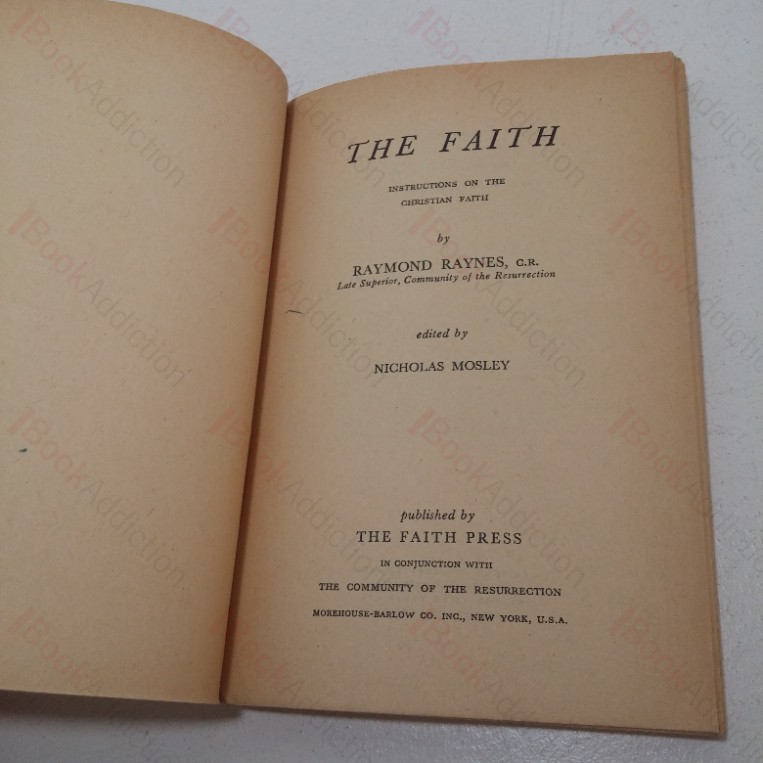 THE FAITH
INSTRUCTIONS ON THE
CHRISTIAN FAITH
by
RAYMOND RAYNES, C.R.
Late Superior, Community of the Resurrection
edited by
NICHOLAS MOSLEY
published by
THE FAITH PRESS
IN CONJUNCTION WITH
THE COMMUNITY OF THE RESURRECTION
MOREHOUSE-BARLOW CO. INC., NEW YORK, U.S.A.
BookAddiction